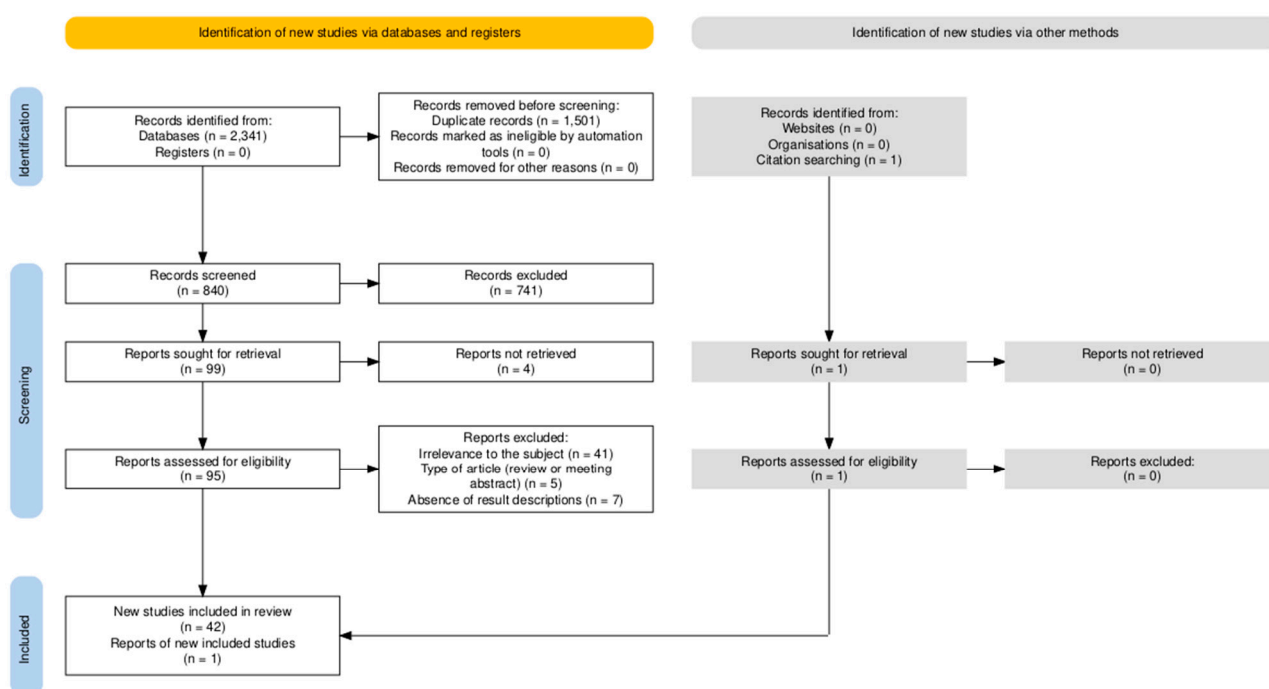 Identification of new studies via databases and registers
Identification of new studies via other methods
Identification
Records identified from:
Databases (n = 2,341)
Registers (n = 0)
Records removed before screening:
Duplicate records (n = 1,501)
Records marked as ineligible by automation
tools (n = 0)
Records removed for other reasons (n = 0)
Records identified from:
Websites (n = 0)
Organisations (n = 0)
Citation searching (n = 1)
Screening
Records screened
(n = 840)
Records excluded
(n = 741)
Reports sought for retrieval
(n = 99)
Reports not retrieved
(n = 4)
Reports sought for retrieval
(n = 1)
Reports not retrieved
(n = 0)
Reports assessed for eligibility
(n = 95)
Reports excluded:
Irrelevance to the subject (n = 41)
Type of article (review or meeting
abstract) (n = 5)
Absence of result descriptions (n = 7)
Reports assessed for eligibility
(n = 1)
Reports excluded:
(n = 0)
Included
New studies included in review
(n = 42)
Reports of new included studies
(n = 1)